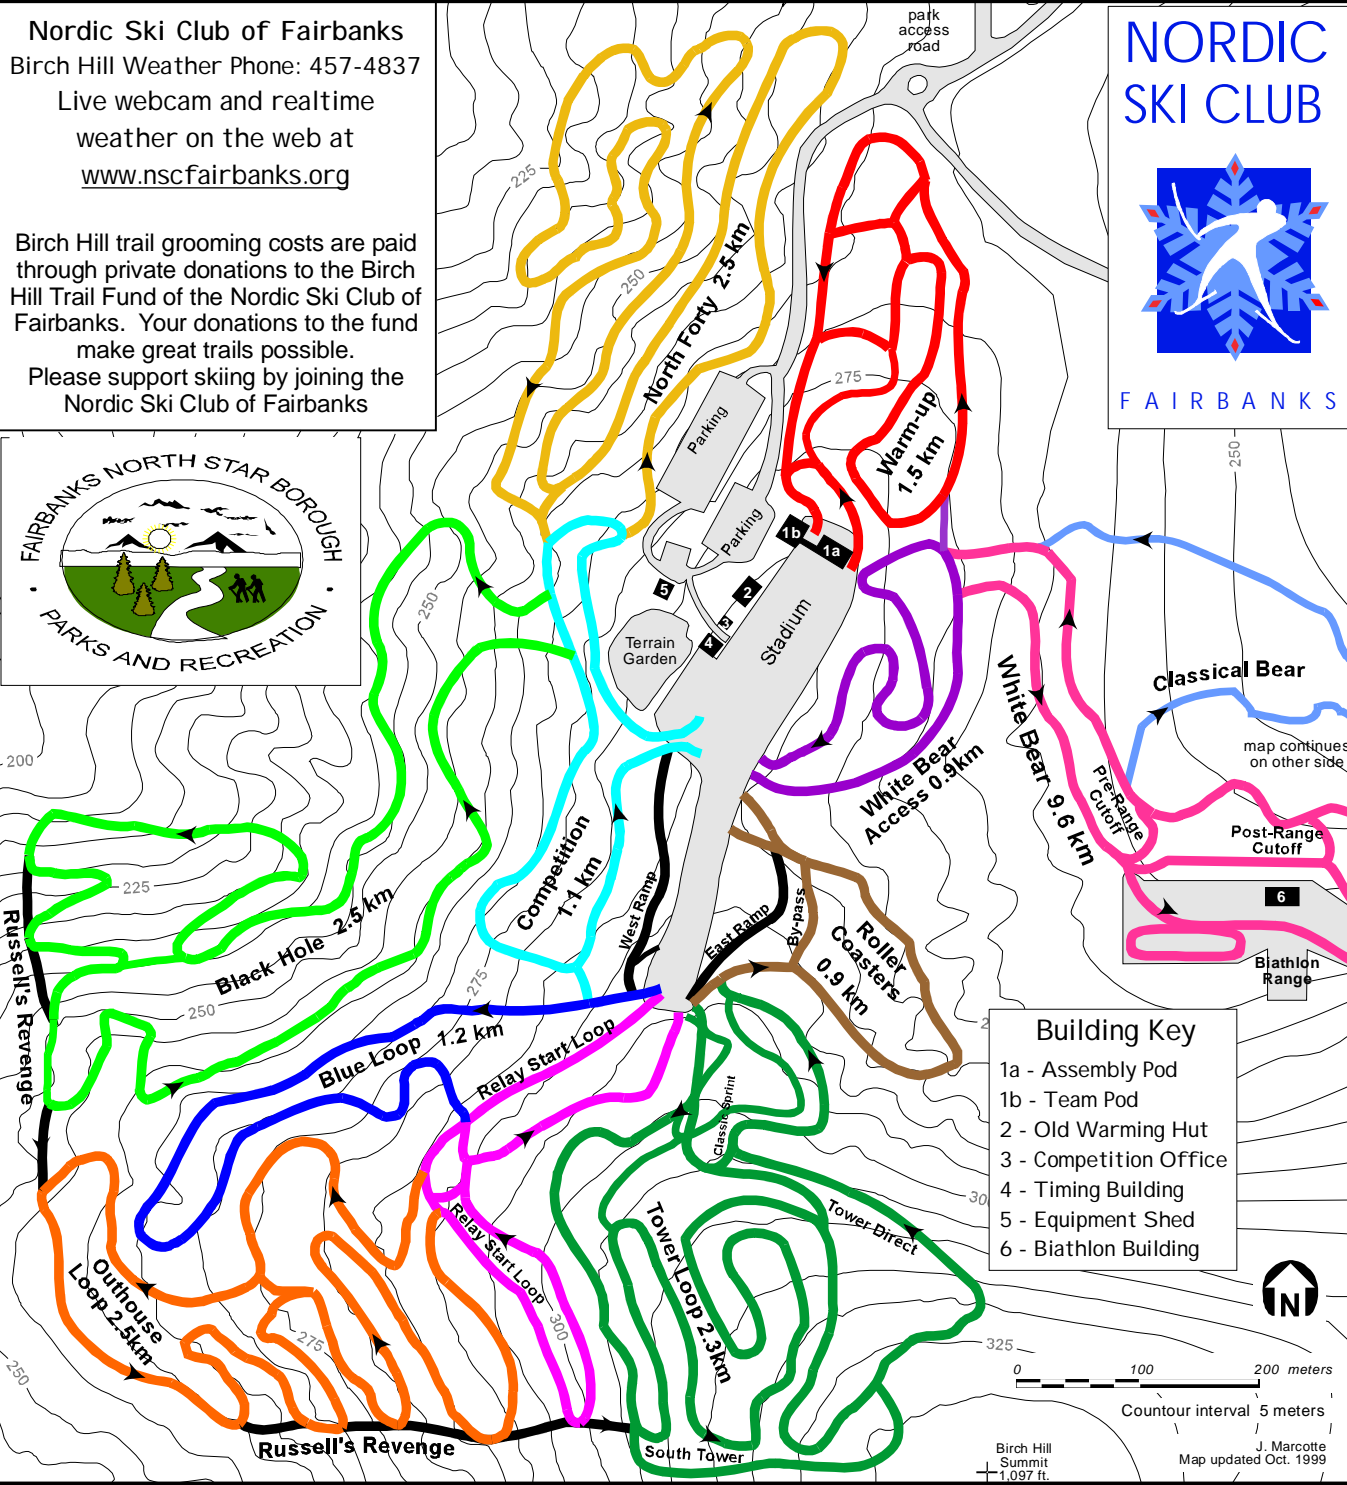 Nordic Ski Club of Fairbanks
Birch Hill Weather Phone: 457-4837
Live webcam and realtime
weather on the web at
www.nscfairbanks.org
Birch Hill trail grooming costs are paid
through private donations to the Birch
Hill Trail Fund of the Nordic Ski Club of
Fairbanks.  Your donations to the fund
make great trails possible.
Please support skiing by joining the
Nordic Ski Club of Fairbanks
park
access
road
NORDIC
SKI CLUB
FAIRBANKS
FAIRBANKS NORTH STAR BOROUGH
PARKS AND RECREATION
225
250
North Forty 2.5 km
275
Warm-up
1.5 km
Parking
Parking
1b
1a
2
3
4
5
Terrain
Garden
Stadium
250
250
200
225
250
275
White Bear
Access 0.9km
White Bear 9.6 km
Classical Bear
map continues
on other side
Pre-Range
Cutoff
Post-Range
Cutoff
6
Biathlon
Range
Competition
1.1 km
West Ramp
East Ramp
By-pass
Roller
Coasters
0.9 km
Black Hole 2.5 km
Russell's Revenge
Blue Loop 1.2 km
Relay Start Loop
Classic Sprint
Building Key
1a - Assembly Pod
1b - Team Pod
2 - Old Warming Hut
3 - Competition Office
4 - Timing Building
5 - Equipment Shed
6 - Biathlon Building
Tower Direct
Tower Loop 2.3km
Relay Start Loop
Outhouse
Loop 2.5km
275
300
250
325
Russell's Revenge
South Tower
N
0 100 200 meters
Countour interval 5 meters
J. Marcotte
Map updated Oct. 1999
Birch Hill
Summit
1,097 ft.